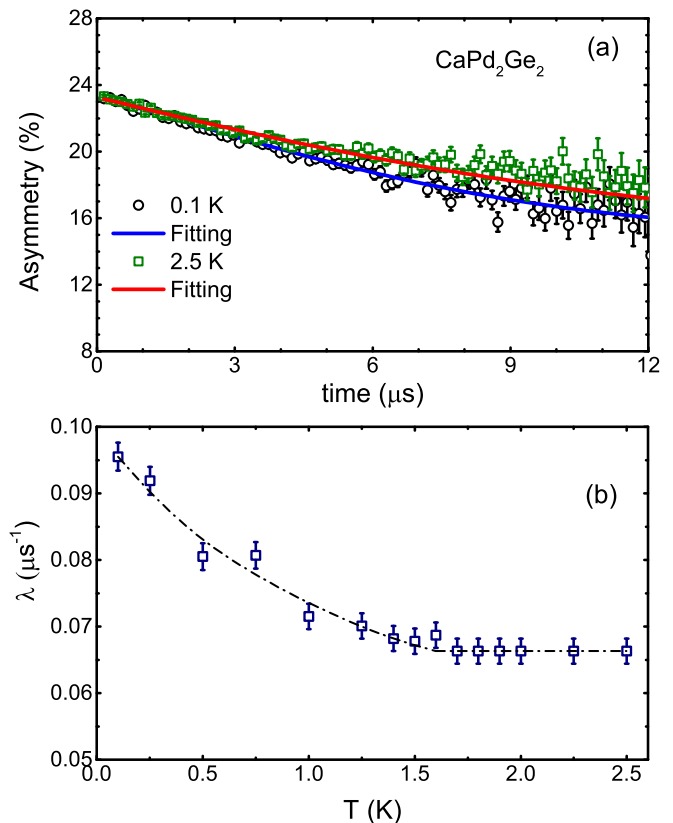 28
24
20
16
12
8
Asymmetry (%)
(a)
CaPd₂Ge₂
0.1 K
Fitting
2.5 K
Fitting
0
3
6
9
12
time (μs)
0.10
0.09
0.08
0.07
0.06
0.05
λ (μs⁻¹)
(b)
0.0
0.5
1.0
1.5
2.0
2.5
T (K)